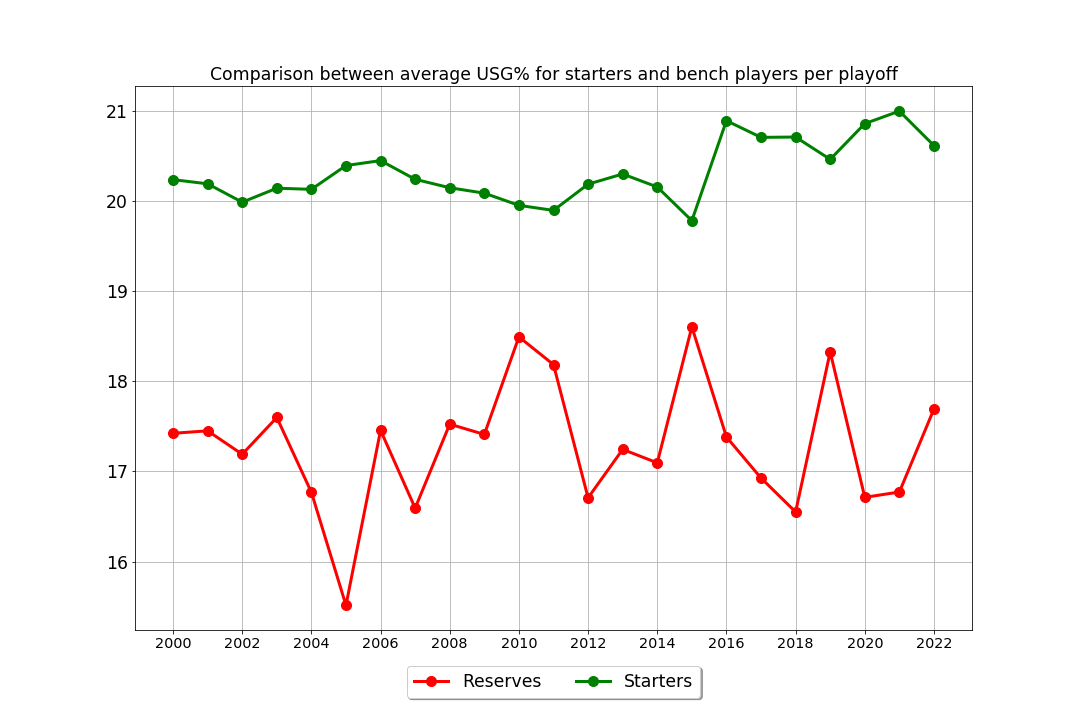 Comparison between average USG% for starters and bench players per playoff
21
20
19
18
17
16
2000 2002 2004 2006 2008 2010 2012 2014 2016 2018 2020 2022
Reserves Starters